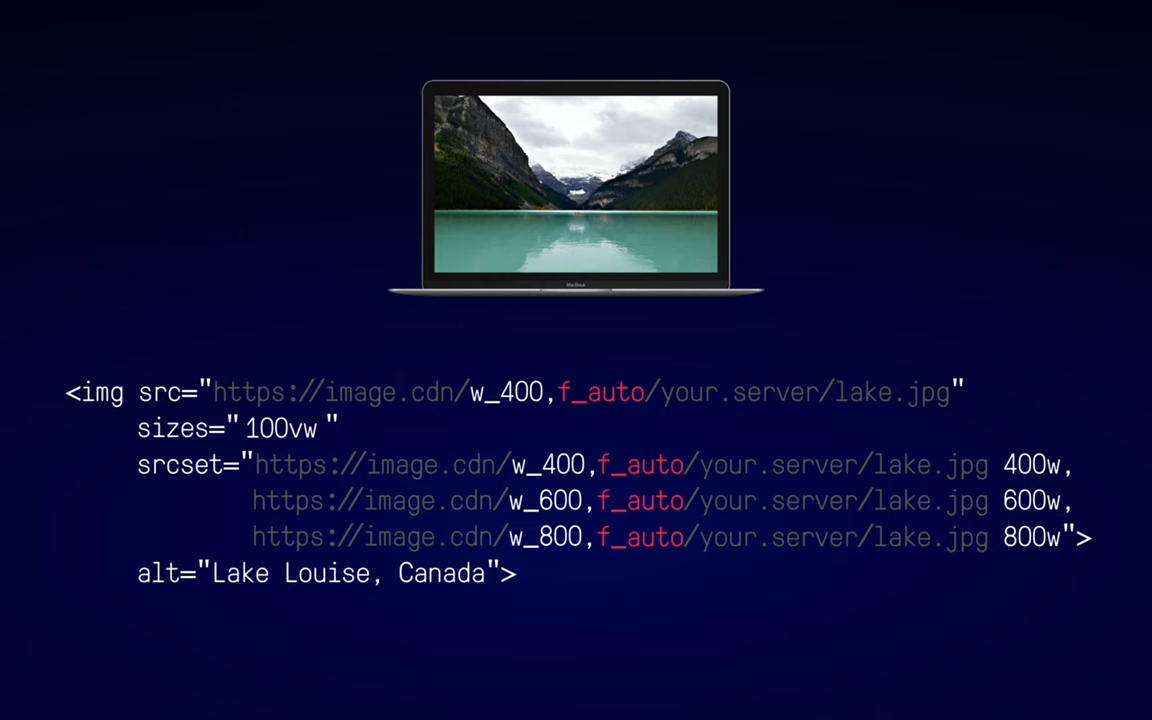 MacBook
<img src="https://image.cdn/w_400,f_auto/your.server/lake.jpg"
sizes="100vw "
srcset="https://image.cdn/w_400,f_auto/your.server/lake.jpg 400w,
https://image.cdn/w_600,f_auto/your.server/lake.jpg 600w,
https://image.cdn/w_800,f_auto/your.server/lake.jpg 800w">
alt="Lake Louise, Canada">